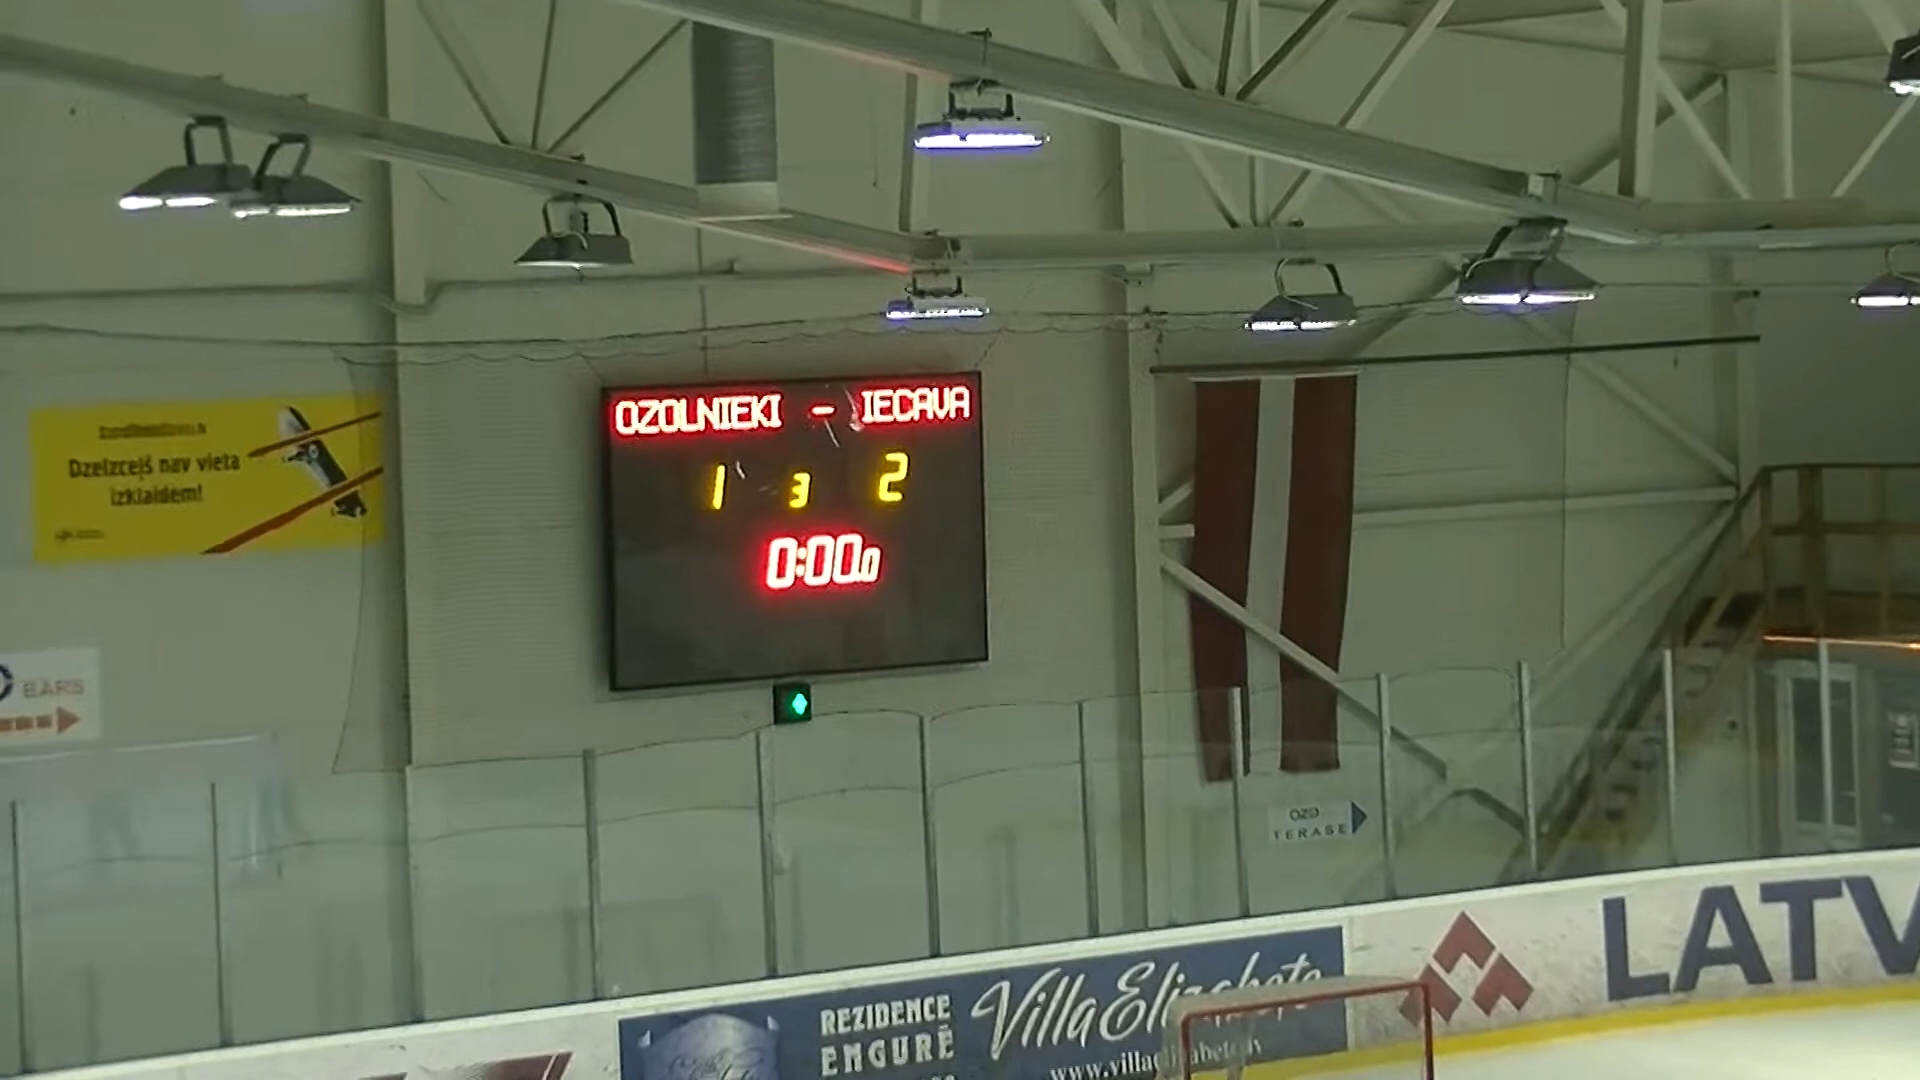 OZOLNIEKI - IECAVA
1 3 2
0:00.0
Dzelzceļš nav vieta
izklaidēm!
BARS
OZO
TERASE
REZIDENCE
ENGURĒ
Villa Elizabete
LATV